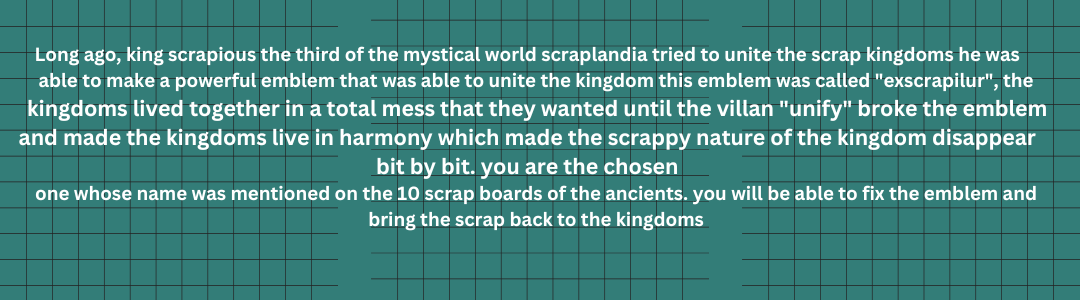 Long ago, king scrapious the third of the mystical world scraplandia tried to unite the scrap kingdoms he was
able to make a powerful emblem that was able to unite the kingdom this emblem was called "exscrapilur", the
kingdoms lived together in a total mess that they wanted until the villan "unify" broke the emblem
and made the kingdoms live in harmony which made the scrappy nature of the kingdom disappear
bit by bit. you are the chosen
one whose name was mentioned on the 10 scrap boards of the ancients. you will be able to fix the emblem and
bring the scrap back to the kingdoms